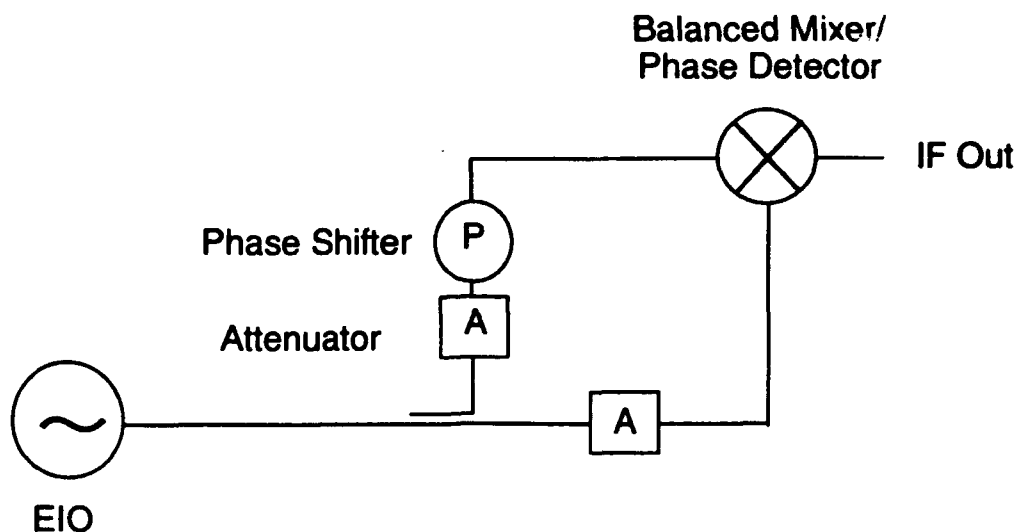 Balanced Mixer/
Phase Detector
IF Out
Phase Shifter
P
Attenuator
A
A
EIO